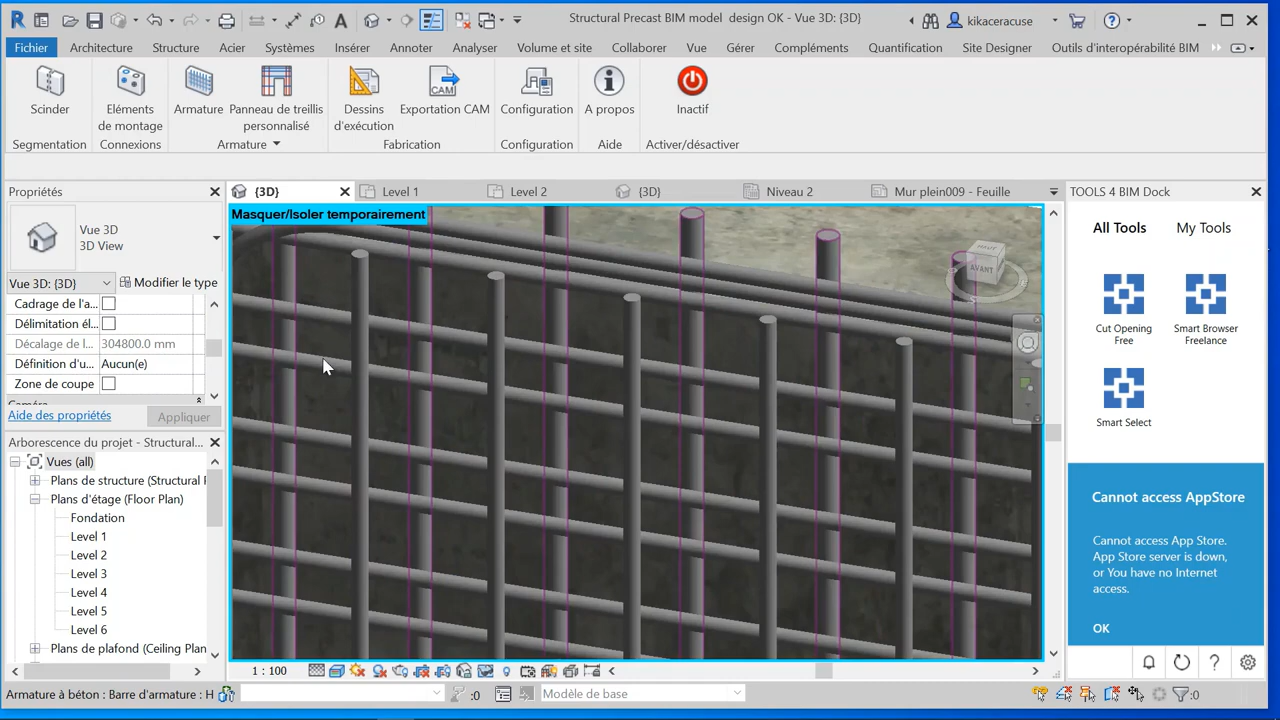 Structural Precast BIM model  design OK - Vue 3D: {3D}
kikaceracuse
Fichier Architecture Structure Acier Systèmes Insérer Annoter Analyser Volume et site Collaborer Vue Gérer Compléments Quantification Site Designer Outils d'interopérabilité BIM
Scinder Eléments de montage Armature Panneau de treillis personnalisé Dessins d'exécution CAM Exportation CAM Configuration A propos Inactif
Segmentation Connexions Armature Fabrication Configuration Aide Activer/désactiver
Propriétés
{3D} Level 1 Level 2 {3D} Niveau 2 Mur plein009 - Feuille
TOOLS 4 BIM Dock
Masquer/Isoler temporairement
Vue 3D
3D View
All Tools My Tools
HAUT
AVANT
Vue 3D: {3D} Modifier le type
Cadrage de l'a...
Délimitation él...
Décalage de l... 304800.0 mm
Définition d'u... Aucun(e)
Zone de coupe
Cut Opening Free
Smart Browser Freelance
Aide des propriétés Appliquer
Smart Select
Arborescence du projet - Structural...
Vues (all)
Plans de structure (Structural
Plans d'étage (Floor Plan)
Fondation
Level 1
Level 2
Level 3
Level 4
Level 5
Level 6
Plans de plafond (Ceiling Plan
Cannot access AppStore
Cannot access App Store.
App Store server is down,
or You have no Internet
access.
OK
1 : 100
Armature à béton : Barre d'armature : H
:0
Modèle de base
:0